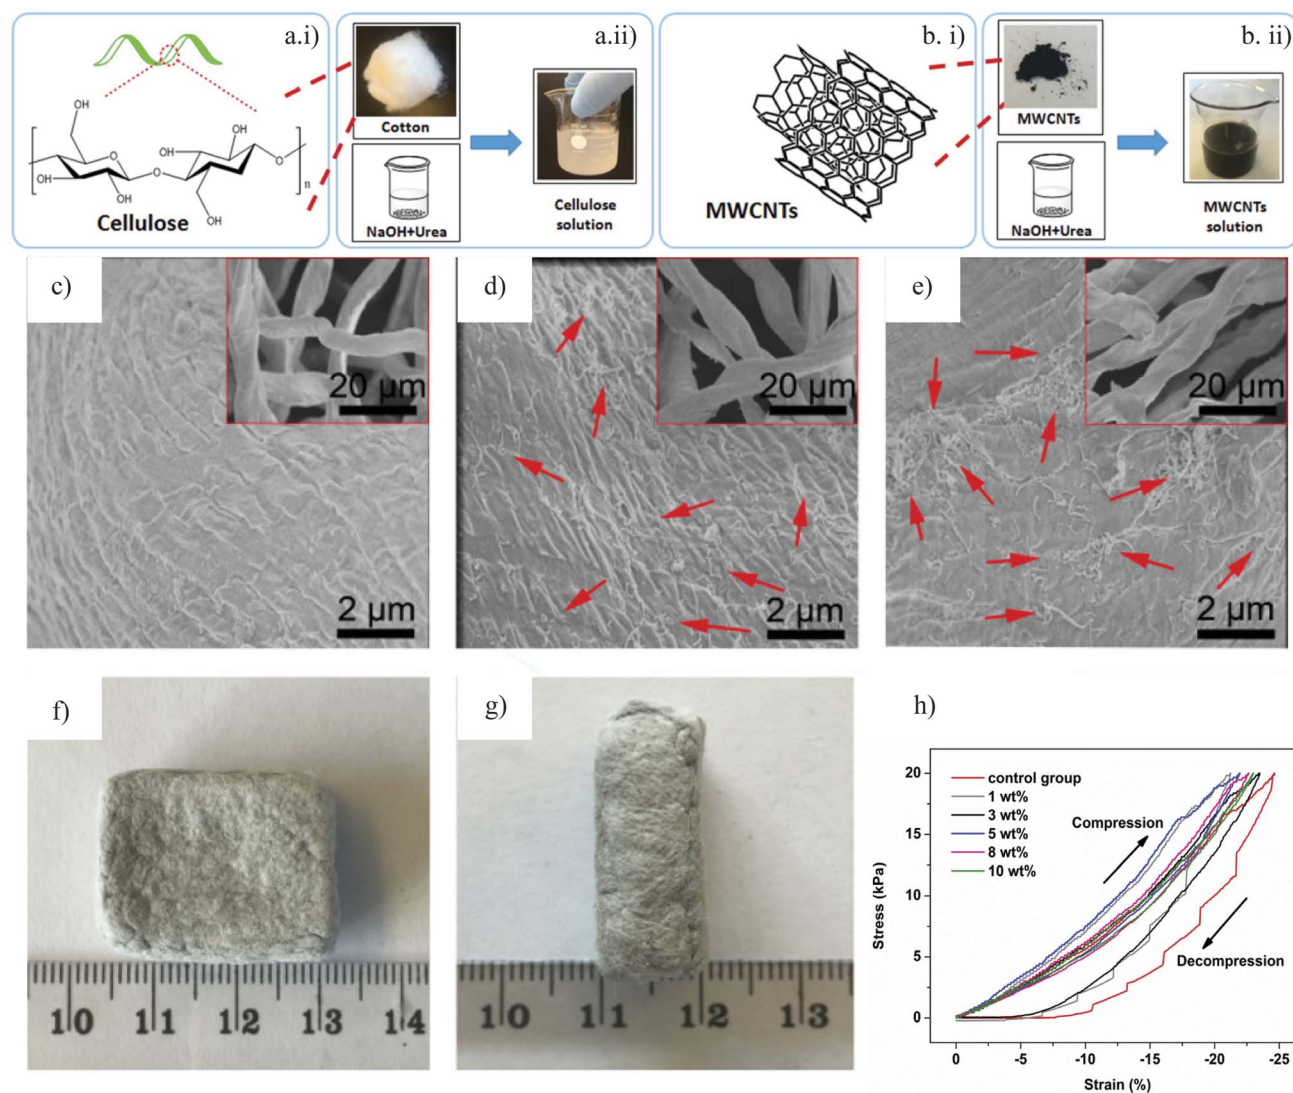 a.i)
OH
OH
OH
HO
O
O
O
HO
O
OH
OH
n
Cellulose
a.ii)
Cotton
NaOH+Urea
Cellulose
solution
b. i)
MWCNTs
b. ii)
MWCNTs
NaOH+Urea
MWCNTs
solution
c)
20 µm
2 µm
d)
20 µm
2 µm
e)
20 µm
2 µm
f)
10 11 12 13 14
g)
10 11 12 13
h)
20
15
10
5
0
Stress (kPa)
control group
1 wt%
3 wt%
5 wt%
8 wt%
10 wt%
Compression
Decompression
0 -5 -10 -15 -20 -25
Strain (%)